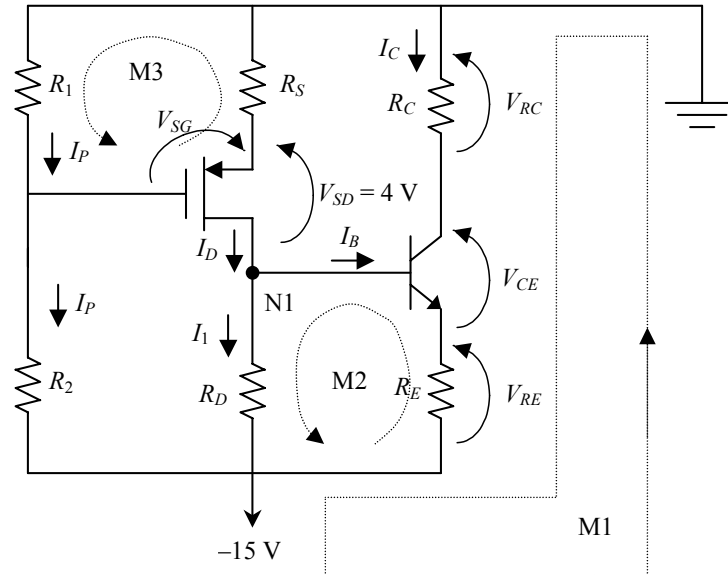 M3
I_C
R_1
R_S
R_C
V_RC
V_SG
I_P
V_SD = 4 V
I_D
I_B
N1
V_CE
I_P
I_1
M2
R_2
R_D
R_E
V_RE
M1
–15 V